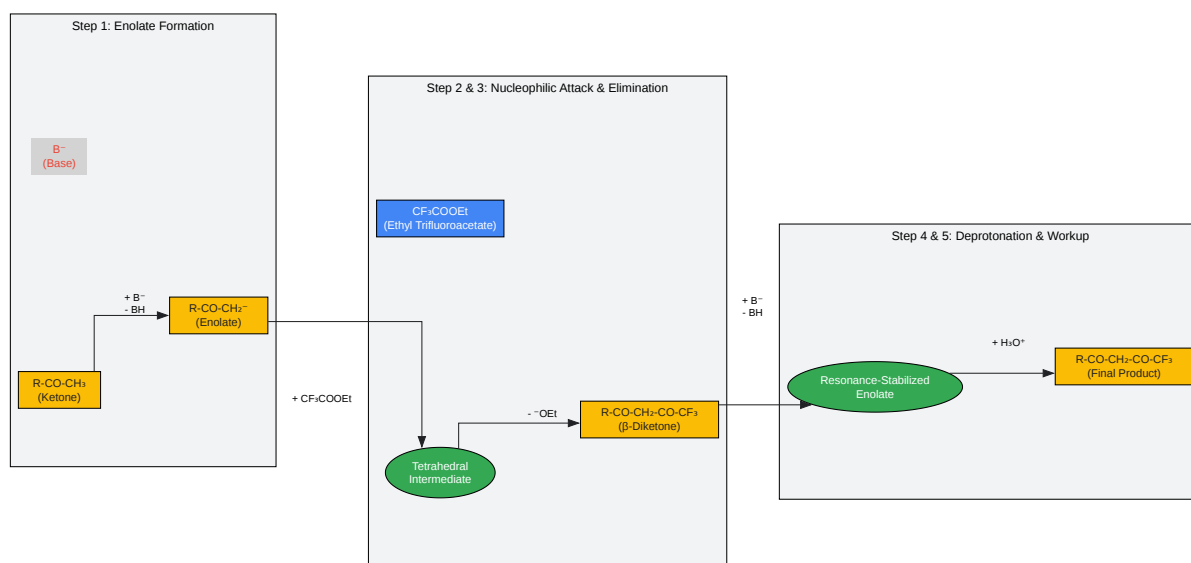 Step 1: Enolate Formation
B⁻
(Base)
+ B⁻
- BH
R-CO-CH₂⁻
(Enolate)
R-CO-CH₃
(Ketone)
+ CF₃COOEt
Step 2 & 3: Nucleophilic Attack & Elimination
CF₃COOEt
(Ethyl Trifluoroacetate)
Tetrahedral
Intermediate
- ⁻OEt
R-CO-CH₂-CO-CF₃
(β-Diketone)
+ B⁻
- BH
Step 4 & 5: Deprotonation & Workup
Resonance-Stabilized
Enolate
+ H₃O⁺
R-CO-CH₂-CO-CF₃
(Final Product)